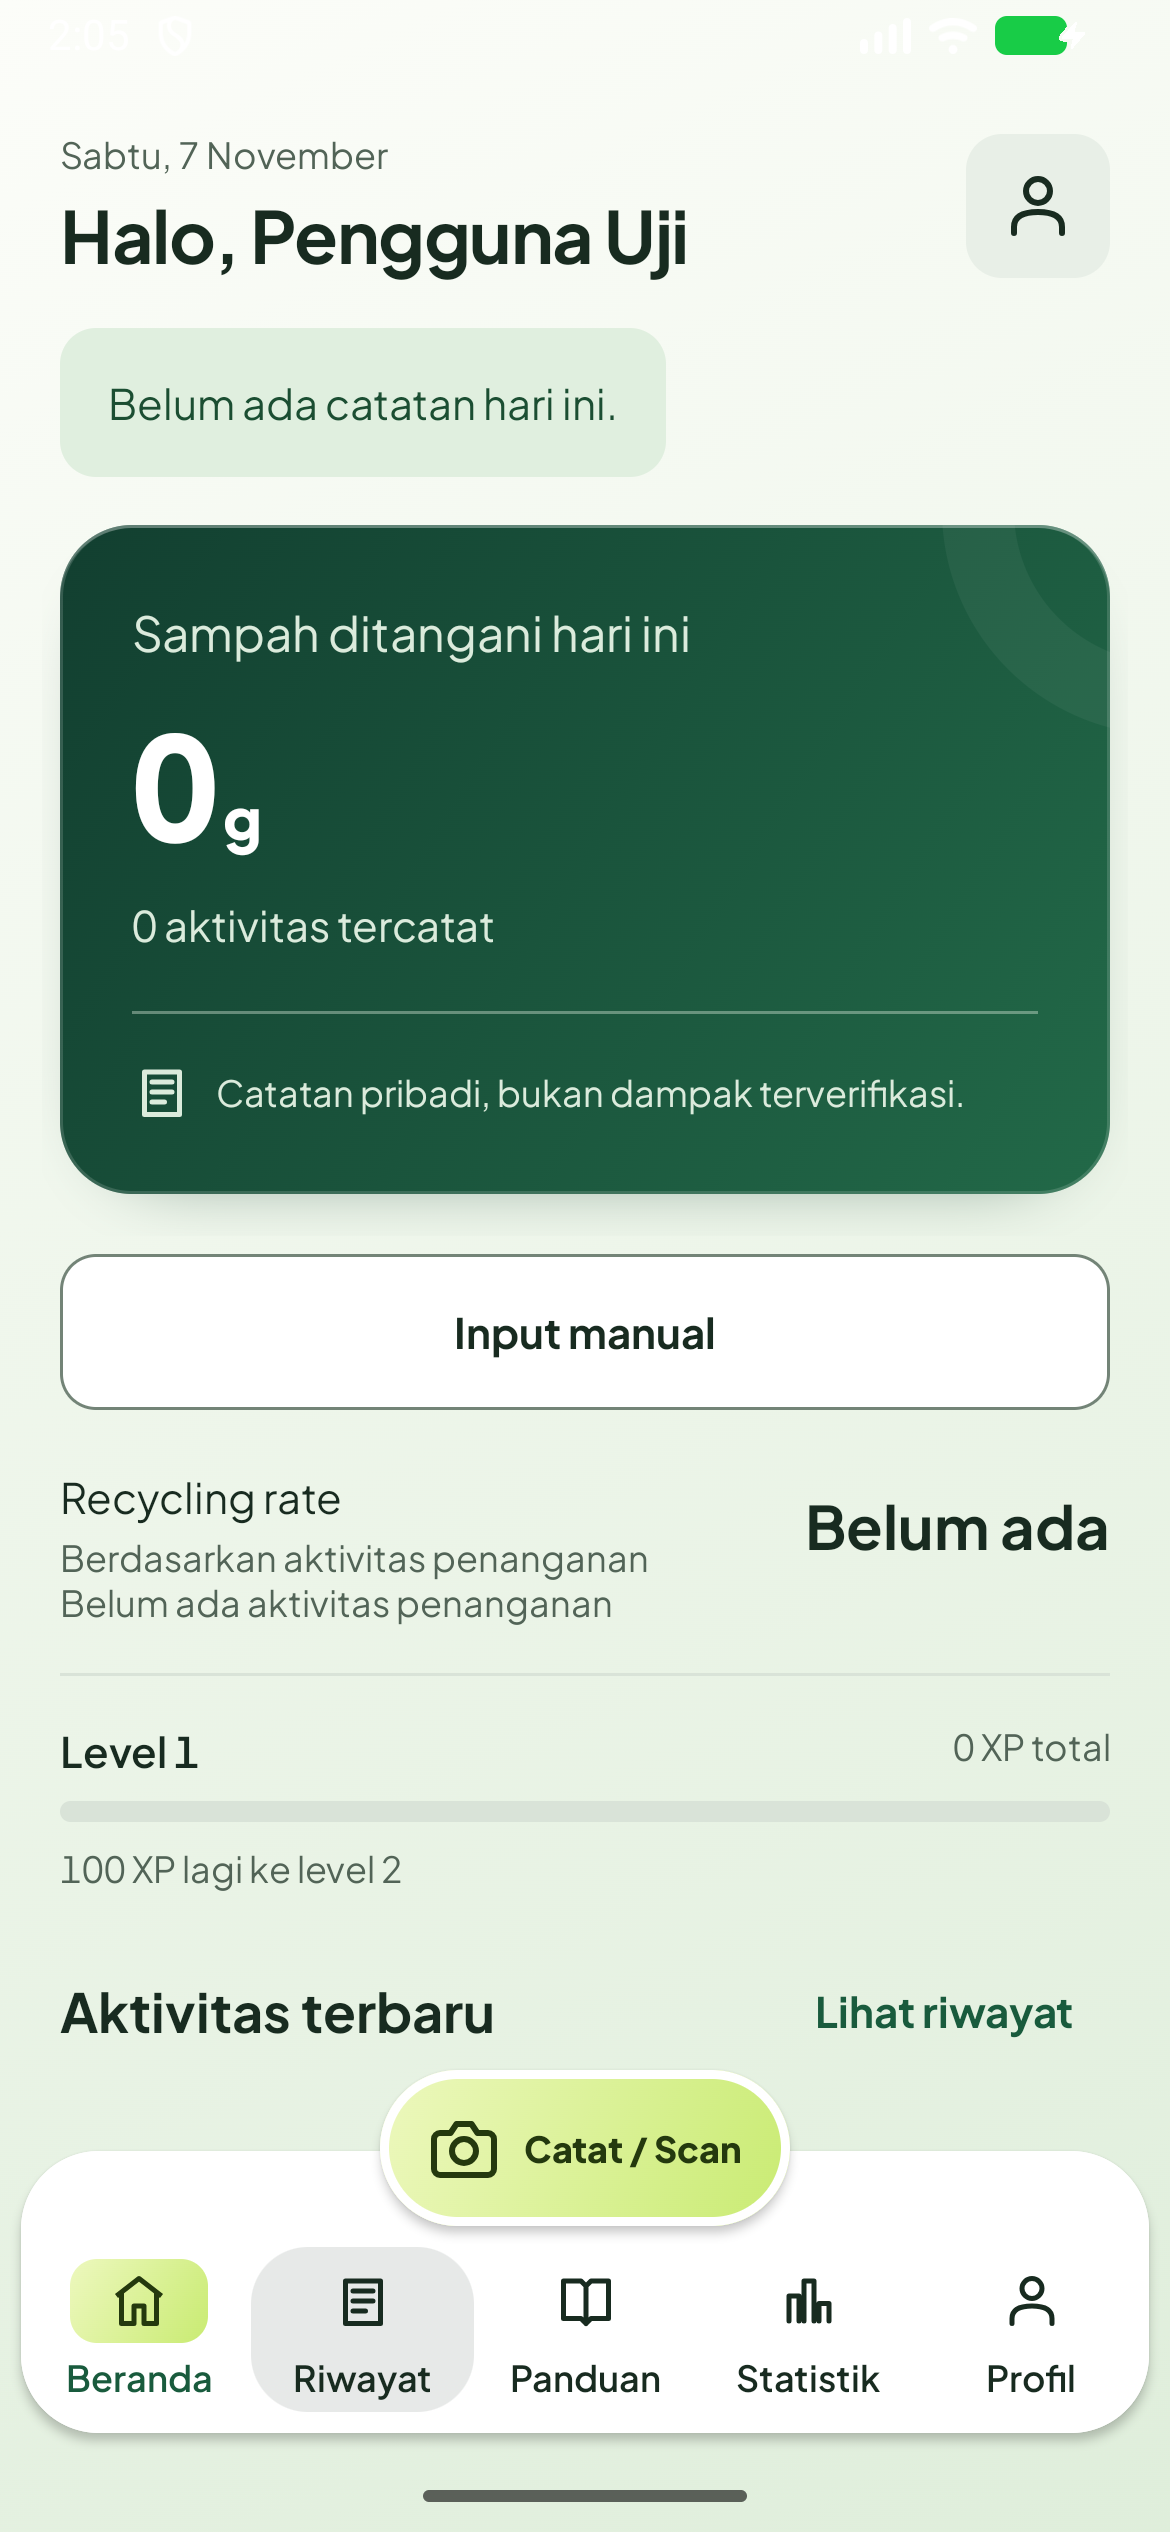 2:05
Sabtu, 7 November
Halo, Pengguna Uji
Belum ada catatan hari ini.
Sampah ditangani hari ini
0 g
0 aktivitas tercatat
Catatan pribadi, bukan dampak terverifikasi.
Input manual
Recycling rate
Belum ada
Berdasarkan aktivitas penanganan
Belum ada aktivitas penanganan
Level 1
0 XP total
100 XP lagi ke level 2
Aktivitas terbaru
Lihat riwayat
Catat / Scan
Beranda
Riwayat
Panduan
Statistik
Profil